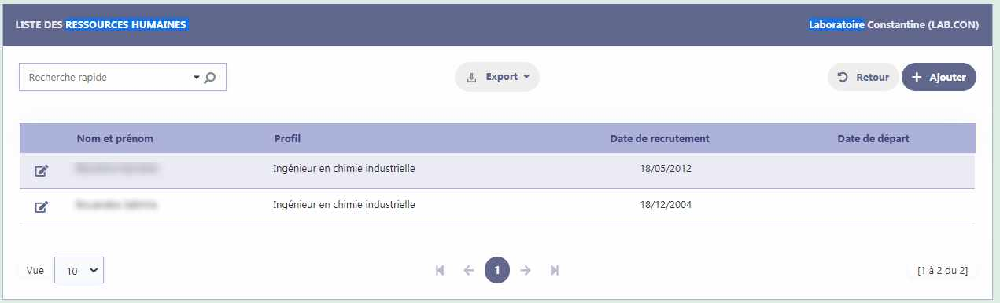 LISTE DES RESSOURCES HUMAINES Laboratoire Constantine (LAB.CON)
Recherche rapide Export Retour Ajouter
Nom et prénom Profil Date de recrutement Date de départ
Ingénieur en chimie industrielle 18/05/2012
Ingénieur en chimie industrielle 18/12/2004
Vue 10 1 [1 à 2 du 2]